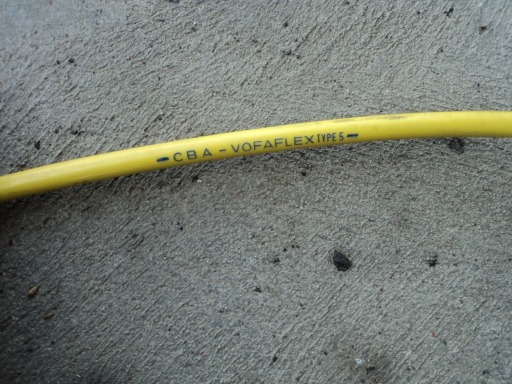 - CBA - VOFAFLEX TYPE 5 -